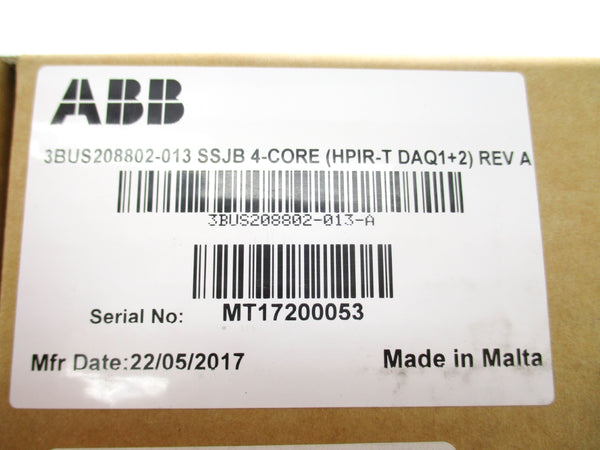 ABB
3BUS208802-013 SSJB 4-CORE (HPIR-T DAQ1+2) REV A
3BUS208802-013-A
Serial No: MT17200053
Mfr Date:22/05/2017 Made in Malta